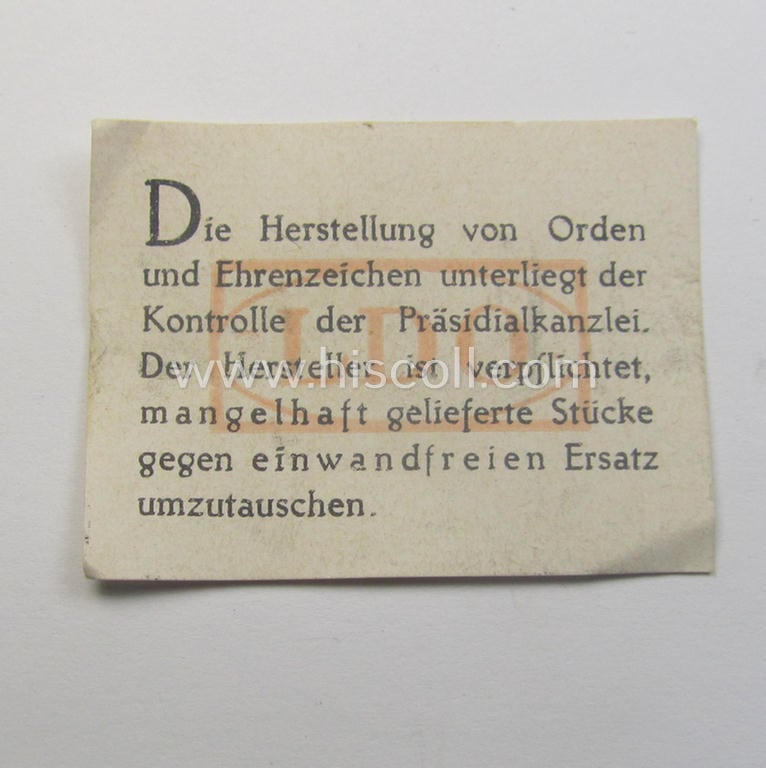 Die Herstellung von Orden
und Ehrenzeichen unterliegt der
Kontrolle der Präsidialkanzlei.
Der Hersteller ist verpflichtet,
mangelhaft gelieferte Stücke
gegen einwandfreien Ersatz
umzutauschen.
LDO
www.hiscoll.com